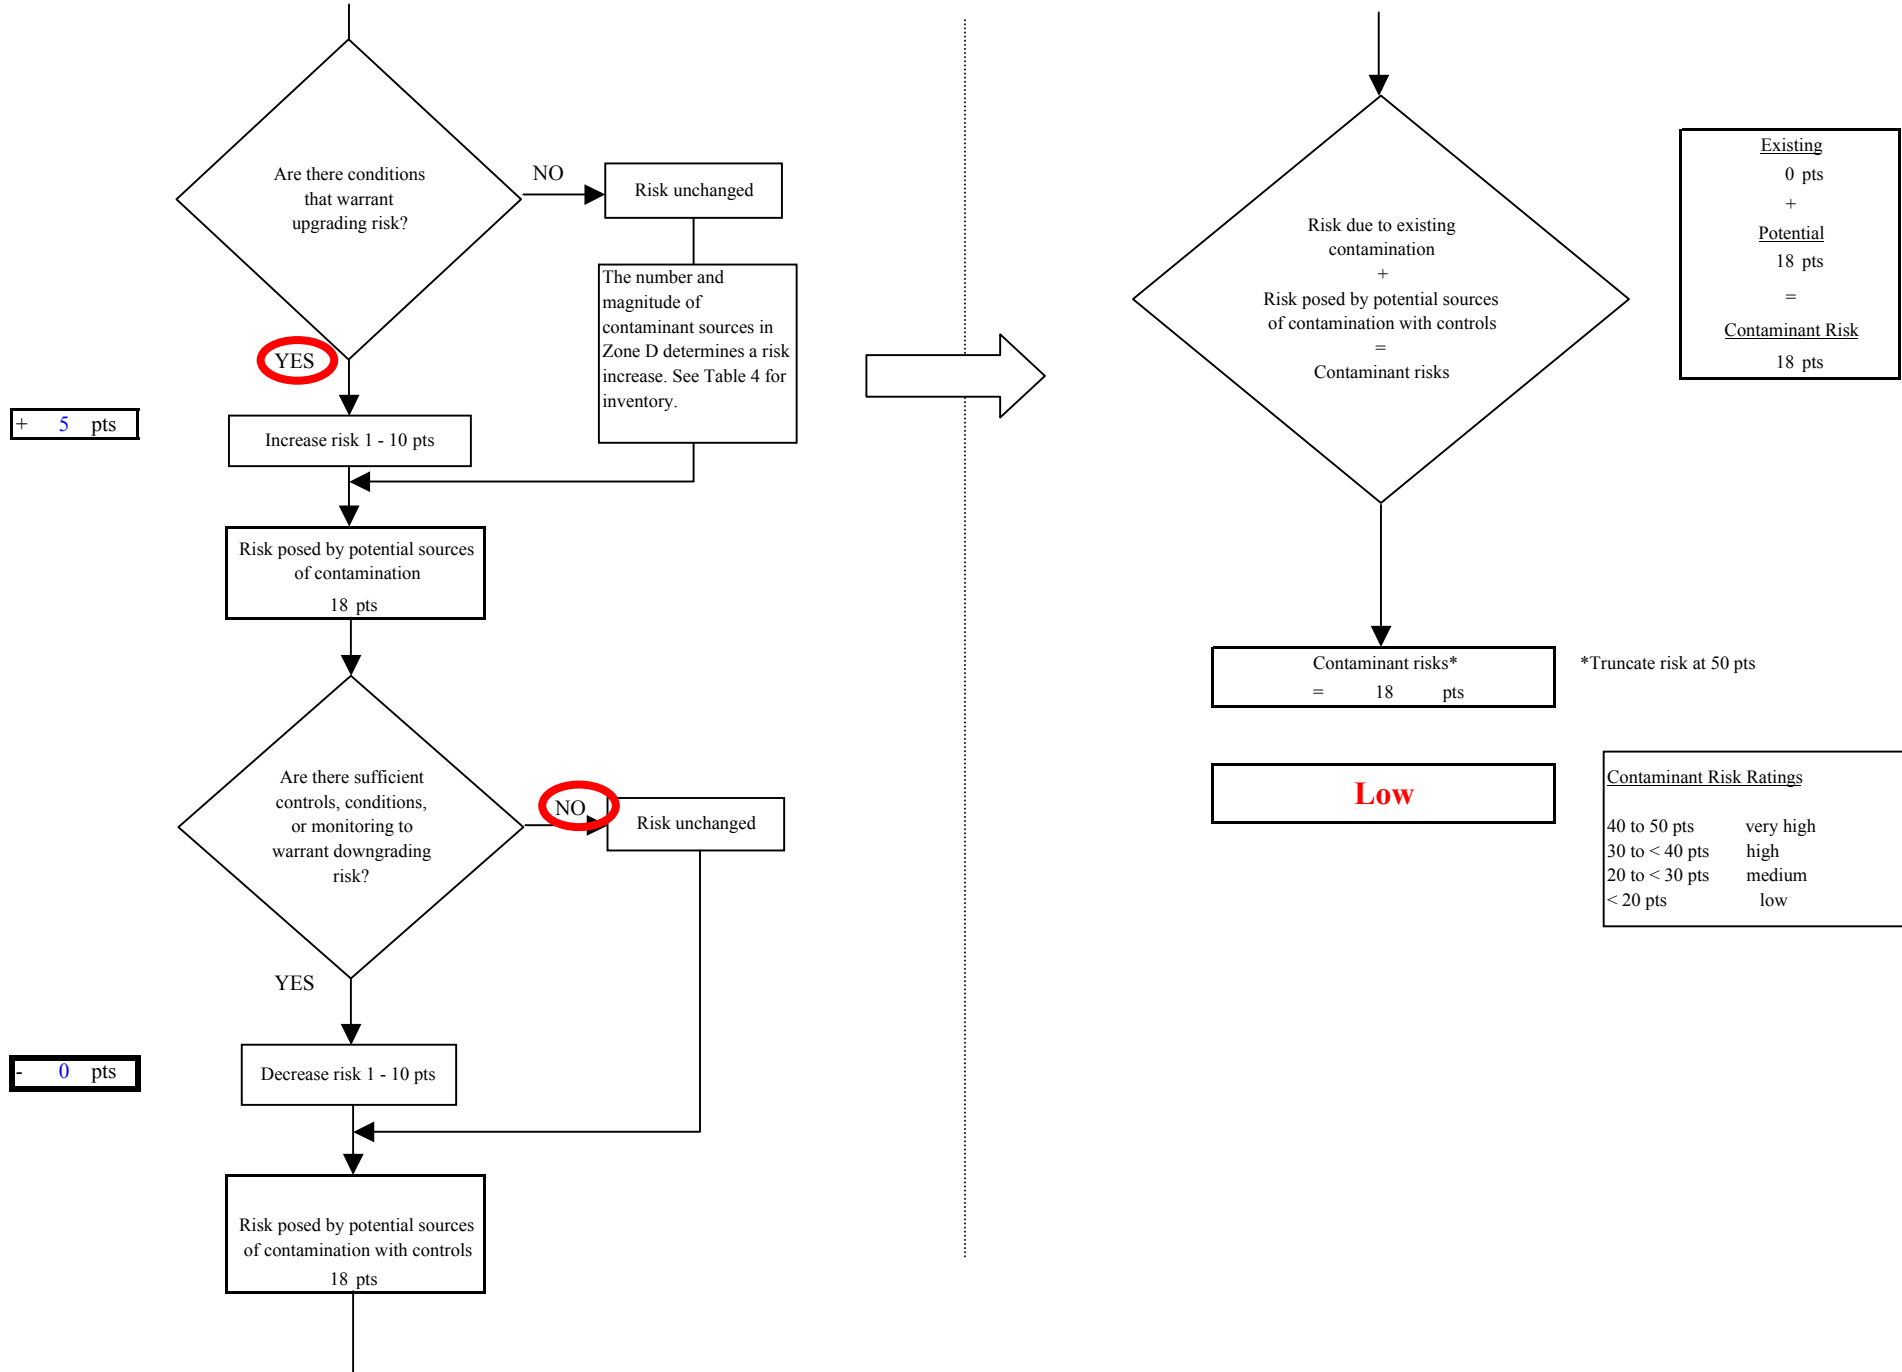 Are there conditions
that warrant
upgrading risk?
NO
Risk unchanged
The number and
magnitude of
contaminant sources in
Zone D determines a risk
increase. See Table 4 for
inventory.
YES
+ 5 pts
Increase risk 1 - 10 pts
Risk posed by potential sources
of contamination
18 pts
Are there sufficient
controls, conditions,
or monitoring to
warrant downgrading
risk?
NO
Risk unchanged
YES
- 0 pts
Decrease risk 1 - 10 pts
Risk posed by potential sources
of contamination with controls
18 pts
Risk due to existing
contamination
+
Risk posed by potential sources
of contamination with controls
=
Contaminant risks
Existing
0 pts
+
Potential
18 pts
=
Contaminant Risk
18 pts
Contaminant risks*
= 18 pts
*Truncate risk at 50 pts
Low
Contaminant Risk Ratings
40 to 50 pts very high
30 to < 40 pts high
20 to < 30 pts medium
< 20 pts low